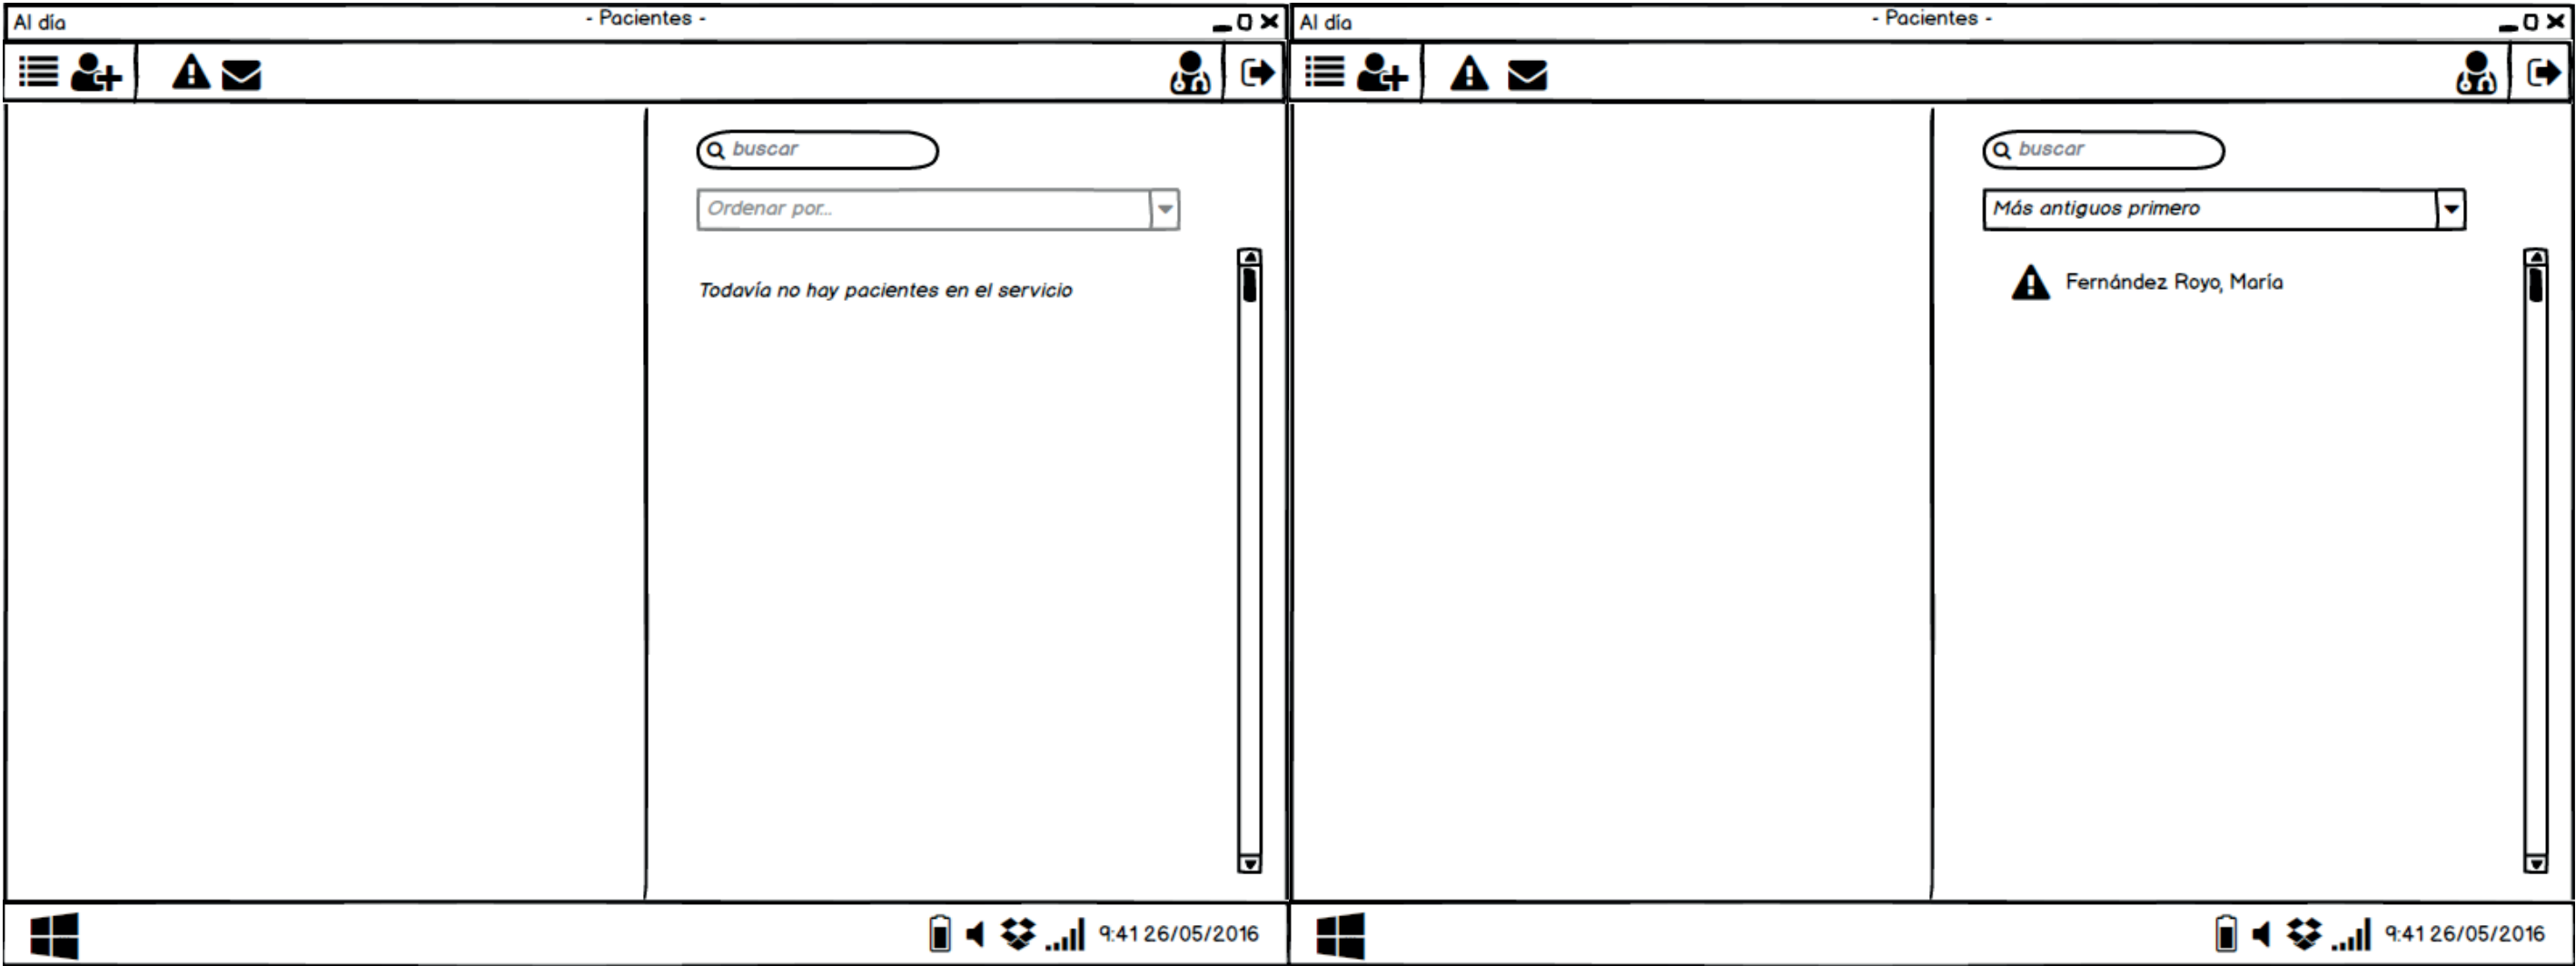 Al día
- Pacientes -
buscar
Ordenar por...
Todavía no hay pacientes en el servicio
9:41 26/05/2016
Al día
- Pacientes -
buscar
Más antiguos primero
Fernández Royo, María
9:41 26/05/2016